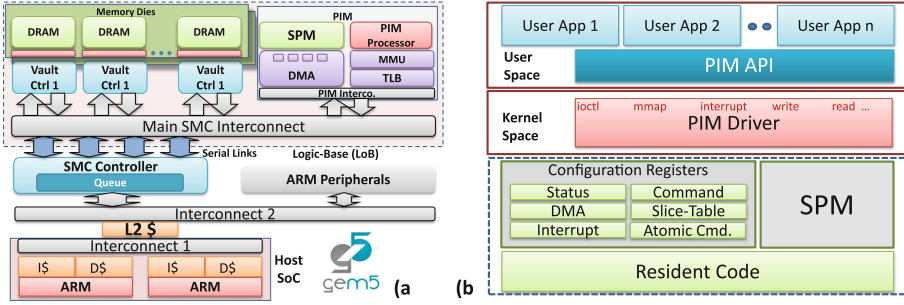 Memory Dies
DRAM DRAM DRAM
Vault Ctrl 1
Vault Ctrl 1
Vault Ctrl 1
PIM
SPM
PIM Processor
DMA
MMU
TLB
PIM Interco.
Main SMC Interconnect
Serial Links
Logic-Base (LoB)
SMC Controller
Queue
ARM Peripherals
Interconnect 2
L2 $
Interconnect 1
I$ D$ I$ D$
ARM ARM
Host SoC
gem5
(a
(b
User App 1 User App 2 User App n
User Space
PIM API
Kernel Space
ioctl mmap interrupt write read ...
PIM Driver
Configuration Registers
Status Command
DMA Slice-Table
Interrupt Atomic Cmd.
SPM
Resident Code